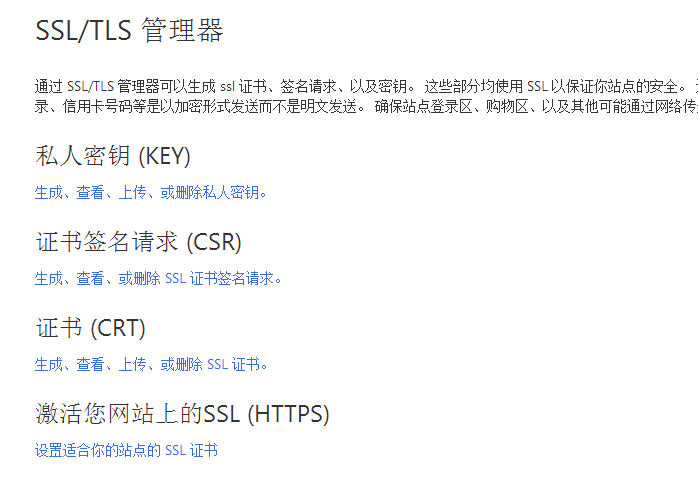 SSL/TLS 管理器
通过 SSL/TLS 管理器可以生成 ssl 证书、签名请求、以及密钥。 这些部分均使用 SSL 以保证你站点的安全。
录、信用卡号码等是以加密形式发送而不是明文发送。 确保站点登录区、购物区、以及其他可能通过网络传
私人密钥 (KEY)
生成、查看、上传、或删除私人密钥。
证书签名请求 (CSR)
生成、查看、或删除 SSL 证书签名请求。
证书 (CRT)
生成、查看、上传、或删除 SSL 证书。
激活您网站上的SSL (HTTPS)
设置适合你的站点的 SSL 证书